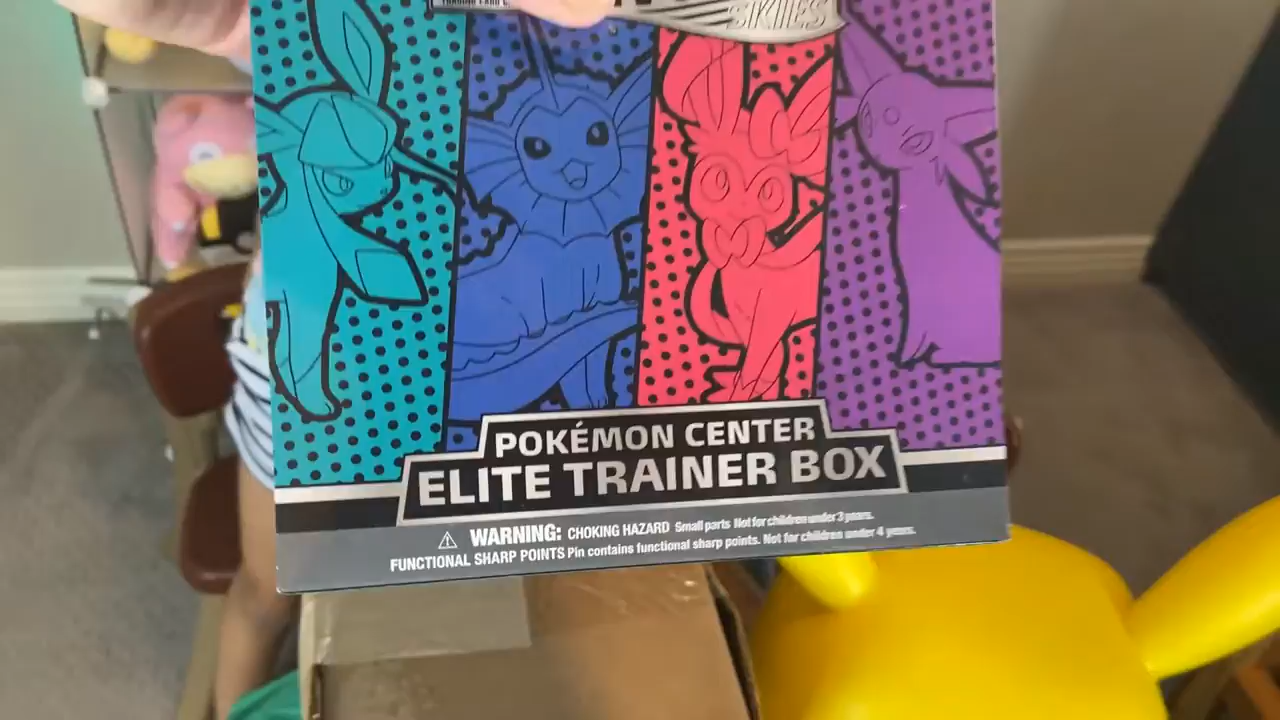 SKIES
POKÉMON CENTER
ELITE TRAINER BOX
WARNING: CHOKING HAZARD Small parts Not for children under 3 years.
FUNCTIONAL SHARP POINTS Pin contains functional sharp points. Not for children under 4 years.